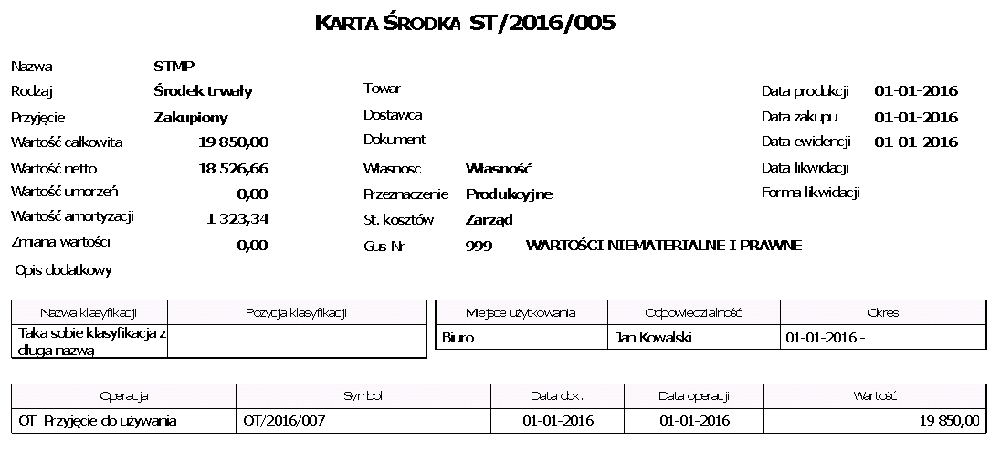 KARTA ŚRODKA ST/2016/005
Nazwa STMP
Rodzaj Środek trwały Towar Data produkcji 01-01-2016
Przyjęcie Zakupiony Dostawca Data zakupu 01-01-2016
Wartość całkowita 19 850,00 Dokument Data ewidencji 01-01-2016
Wartość netto 18 526,66 Własnosc Własność Data likwidacji
Wartość umorzeń 0,00 Przeznaczenie Produkcyjne Forma likwidacji
Wartość amortyzacji 1 323,34 St. kosztów Zarząd
Zmiana wartości 0,00 Gus Nr 999 WARTOŚCI NIEMATERIALNE I PRAWNE
Opis dodatkowy
Nazwa klasyfikacji Pozycja klasyfikacji Miejsce użytkowania Odpowiedzialność Okres
Taka sobie klasyfikacja z Biuro Jan Kowalski 01-01-2016 -
długa nazwą
Operacja Symbol Data dok. Data operacji Wartość
OT Przyjęcie do używania OT/2016/007 01-01-2016 01-01-2016 19 850,00